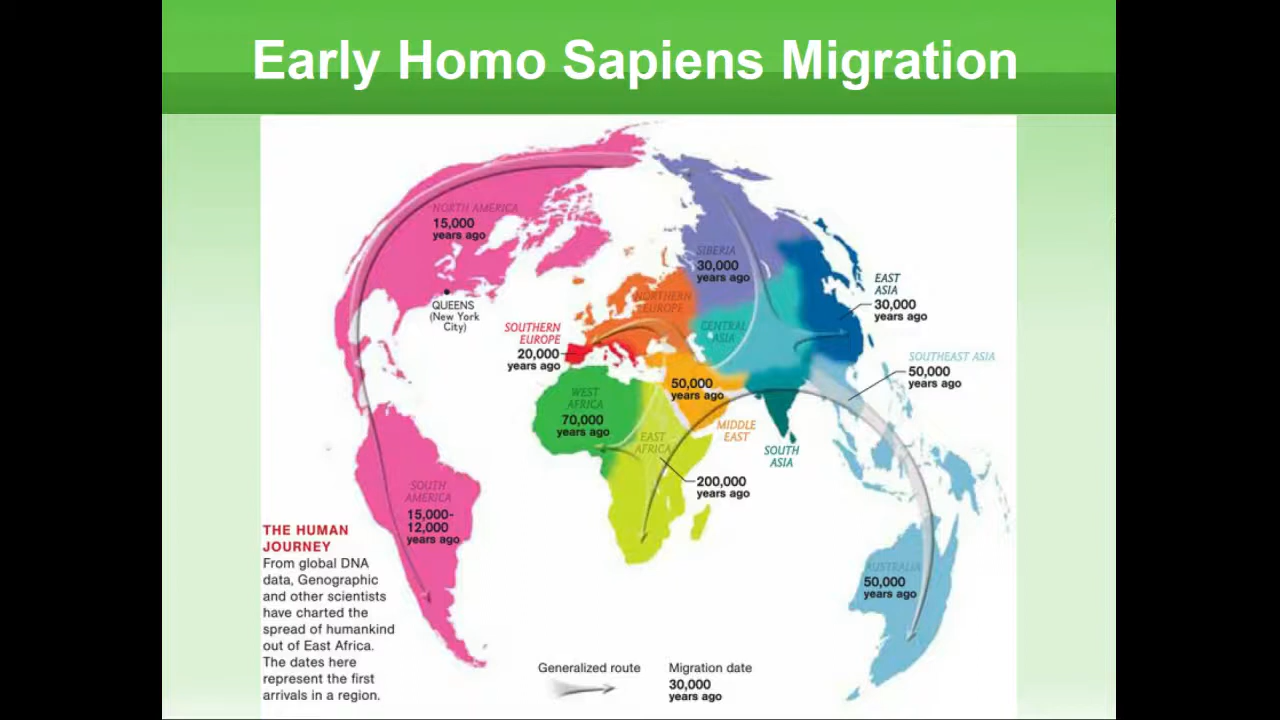 Early Homo Sapiens Migration
NORTH AMERICA
15,000
years ago
QUEENS
(New York
City)
SIBERIA
30,000
years ago
EAST
ASIA
30,000
years ago
NORTHERN
EUROPE
SOUTHERN
EUROPE
20,000
years ago
CENTRAL
ASIA
SOUTHEAST ASIA
50,000
years ago
50,000
years ago
MIDDLE
EAST
WEST
AFRICA
70,000
years ago
EAST
AFRICA
SOUTH
ASIA
200,000
years ago
SOUTH
AMERICA
15,000-
12,000
years ago
AUSTRALIA
50,000
years ago
THE HUMAN
JOURNEY
From global DNA
data, Genographic
and other scientists
have charted the
spread of humankind
out of East Africa.
The dates here
represent the first
arrivals in a region.
Generalized route
Migration date
30,000
years ago